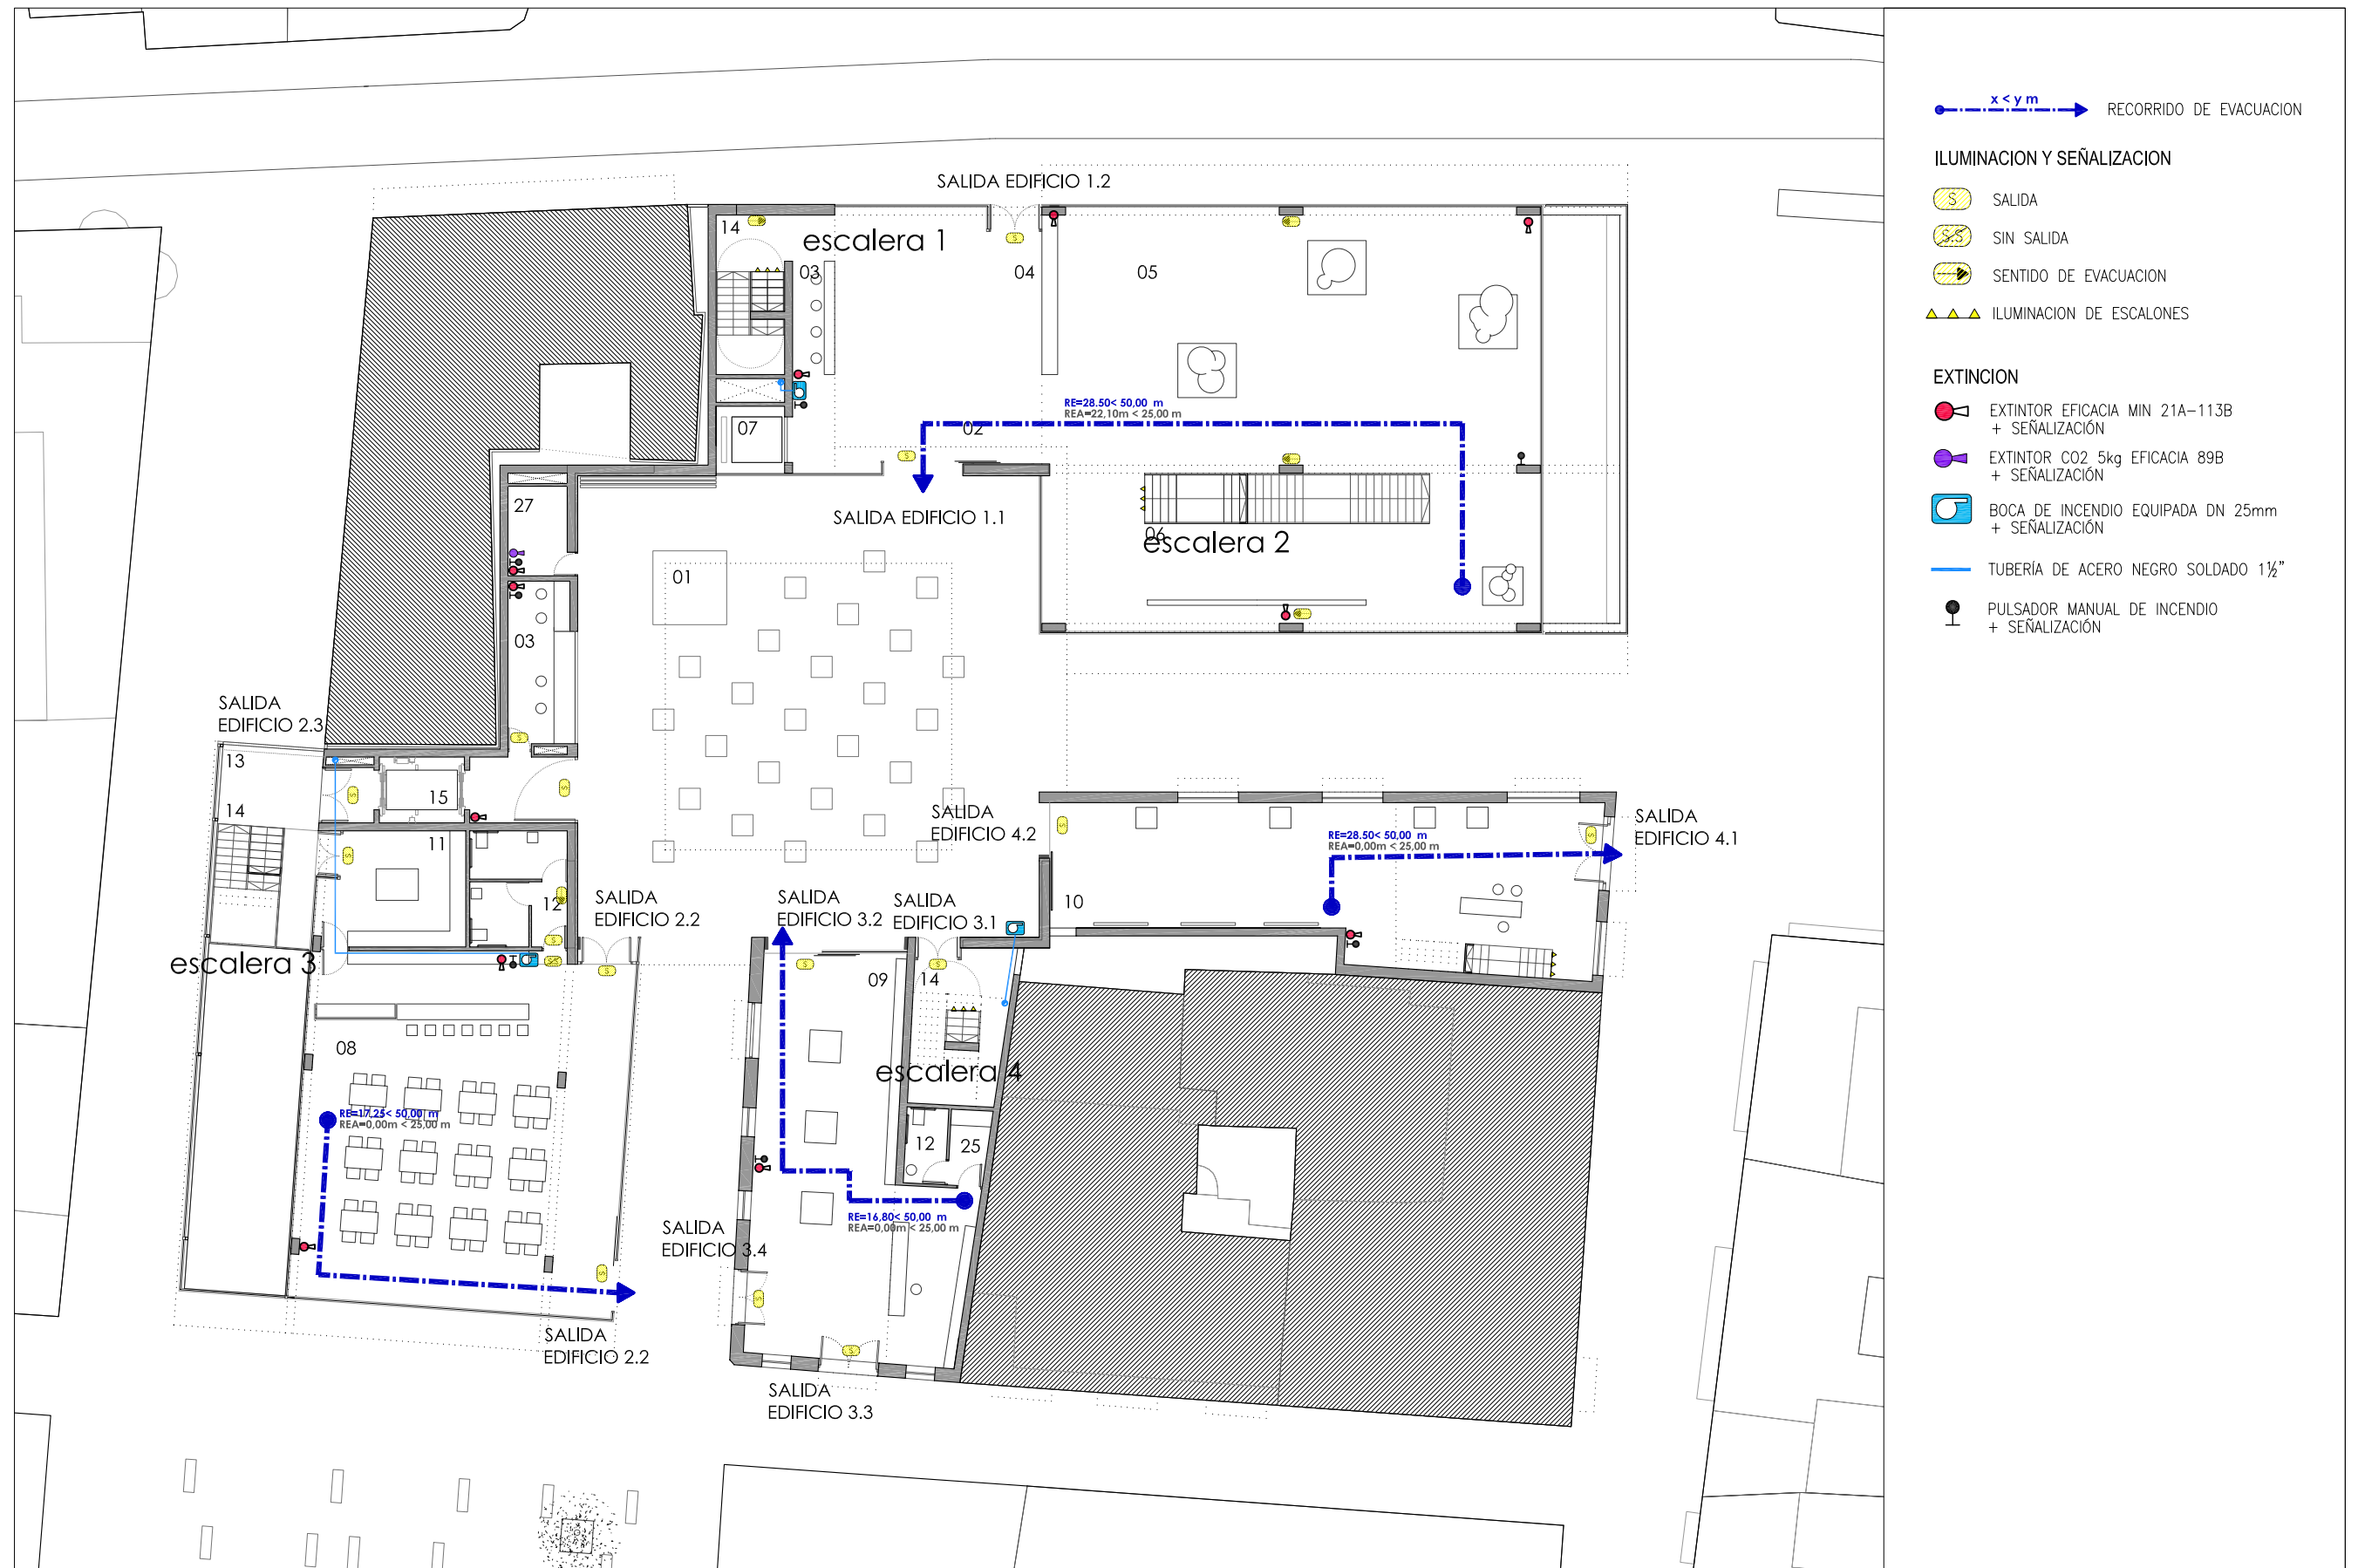 SALIDA EDIFICIO 1.2
14
escalera 1
03
04
05
RE=28.50< 50,00 m
REA=22,10m < 25,00 m
07
02
S
27
SALIDA EDIFICIO 1.1
06
escalera 2
01
03
SALIDA
EDIFICIO 2.3
13
14
15
11
12
SALIDA
EDIFICIO 4.2
RE=28.50< 50,00 m
REA=0,00m < 25,00 m
SALIDA
EDIFICIO 4.1
10
SALIDA
EDIFICIO 2.2
SALIDA
EDIFICIO 3.2
SALIDA
EDIFICIO 3.1
escalera 3
09
14
08
escalera 4
RE=17,25< 50,00 m
REA=0,00m < 25,00 m
12
25
RE=16,80< 50,00 m
REA=0,00m < 25,00 m
SALIDA
EDIFICIO 3.4
SALIDA
EDIFICIO 2.2
SALIDA
EDIFICIO 3.3
x < y m
RECORRIDO DE EVACUACION
ILUMINACION Y SEÑALIZACION
S SALIDA
S.S SIN SALIDA
SENTIDO DE EVACUACION
ILUMINACION DE ESCALONES
EXTINCION
EXTINTOR EFICACIA MIN 21A-113B
+ SEÑALIZACIÓN
EXTINTOR CO2 5kg EFICACIA 89B
+ SEÑALIZACIÓN
BOCA DE INCENDIO EQUIPADA DN 25mm
+ SEÑALIZACIÓN
TUBERÍA DE ACERO NEGRO SOLDADO 1½"
PULSADOR MANUAL DE INCENDIO
+ SEÑALIZACIÓN